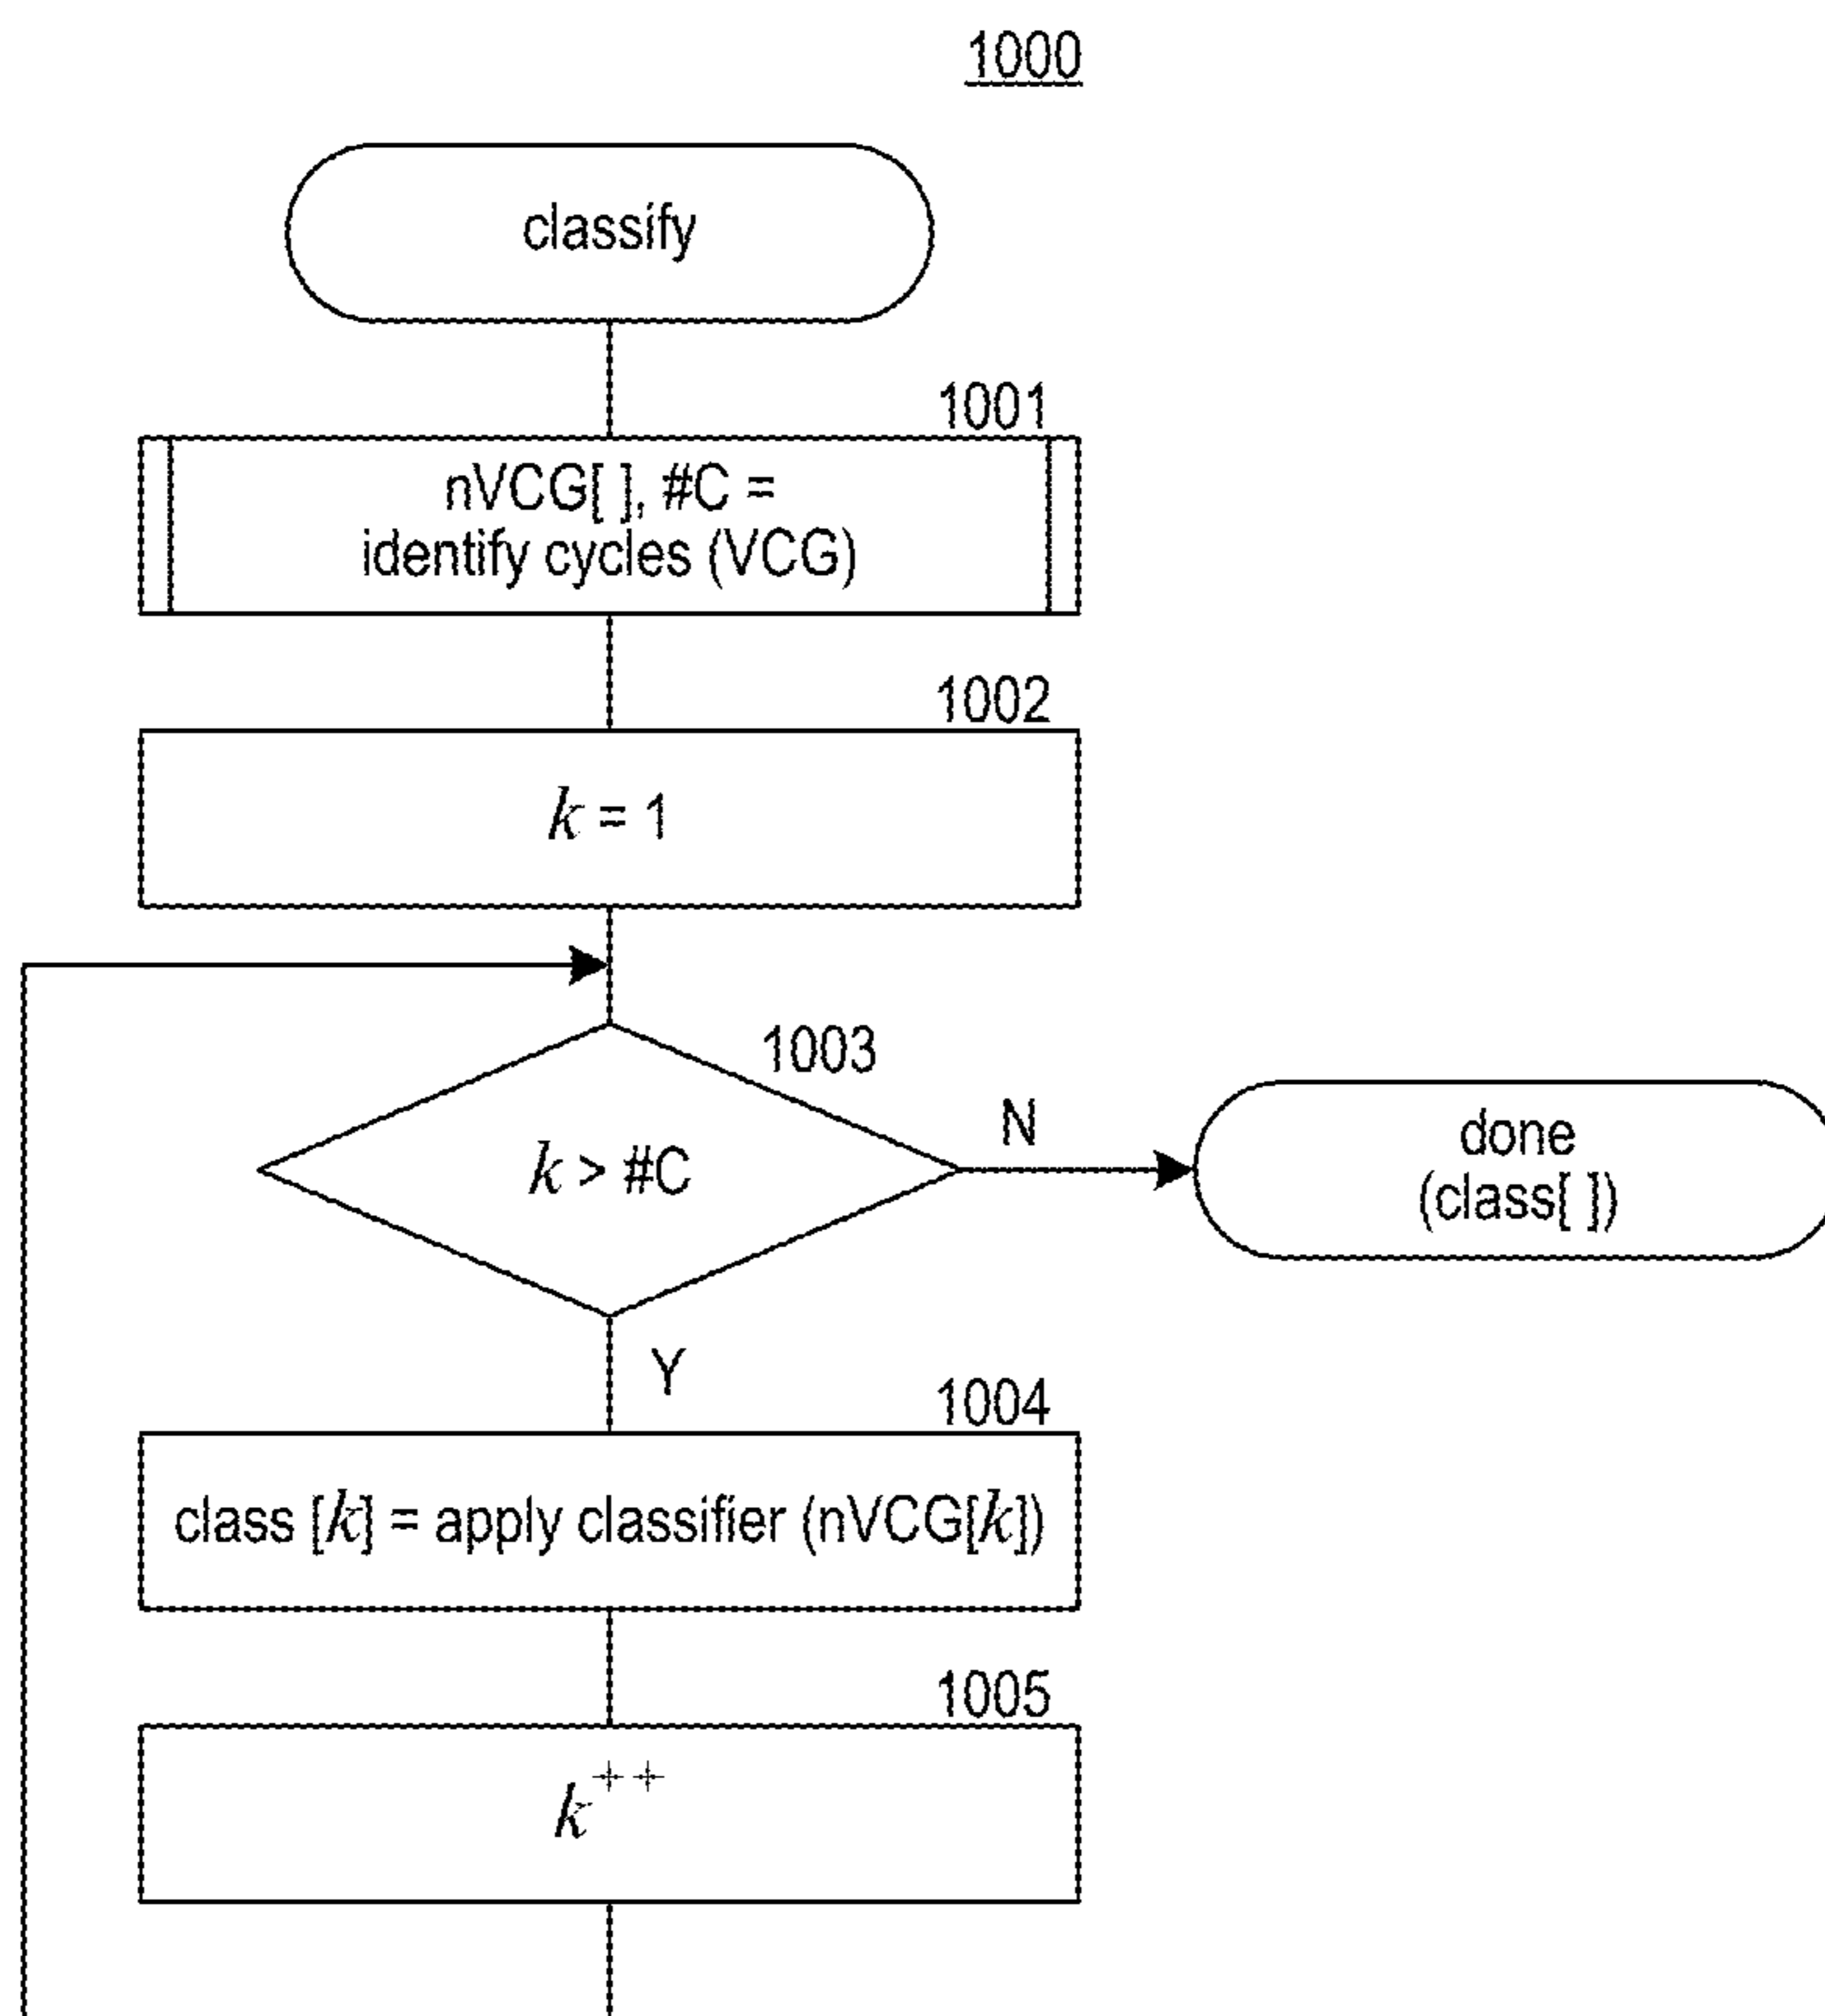 1000
classify
1001
nVCG[ ], #C =
identify cycles (VCG)
1002
k = 1
1003
k > #C
N
done
(class[ ])
Y
1004
class [k] = apply classifier (nVCG[k])
1005
k++